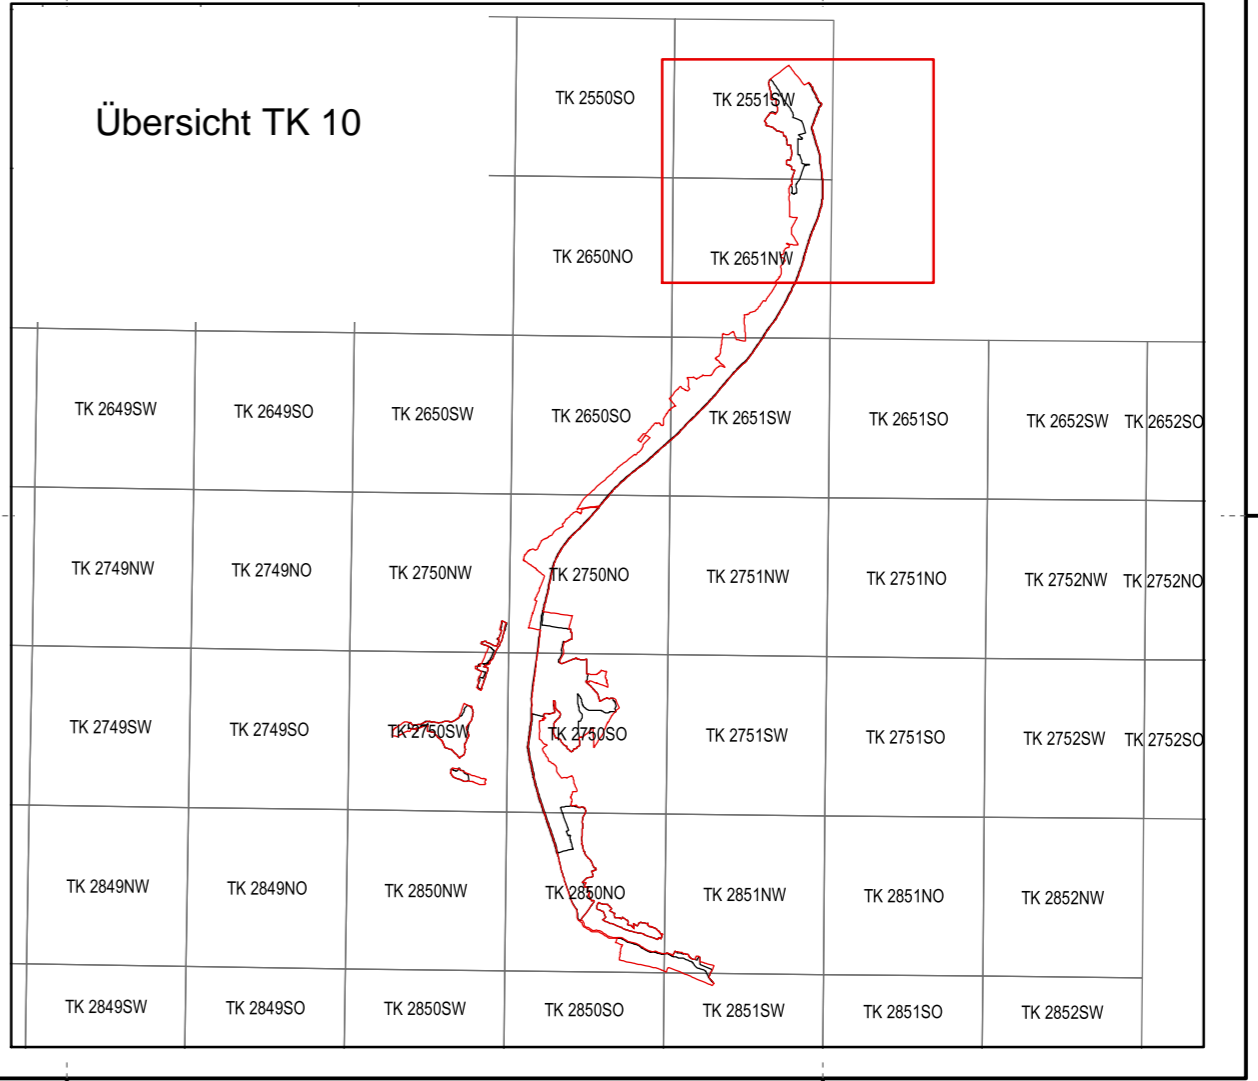 Übersicht TK 10
TK 2550SO TK 2551SW
TK 2650NO TK 2651NW
TK 2649SW TK 2649SO TK 2650SW TK 2650SO TK 2651SW TK 2651SO TK 2652SW TK 2652SO
TK 2749NW TK 2749NO TK 2750NW TK 2750NO TK 2751NW TK 2751NO TK 2752NW TK 2752NO
TK 2749SW TK 2749SO TK 2750SW TK 2750SO TK 2751SW TK 2751SO TK 2752SW TK 2752SO
TK 2849NW TK 2849NO TK 2850NW TK 2850NO TK 2851NW TK 2851NO TK 2852NW
TK 2849SW TK 2849SO TK 2850SW TK 2850SO TK 2851SW TK 2851SO TK 2852SW